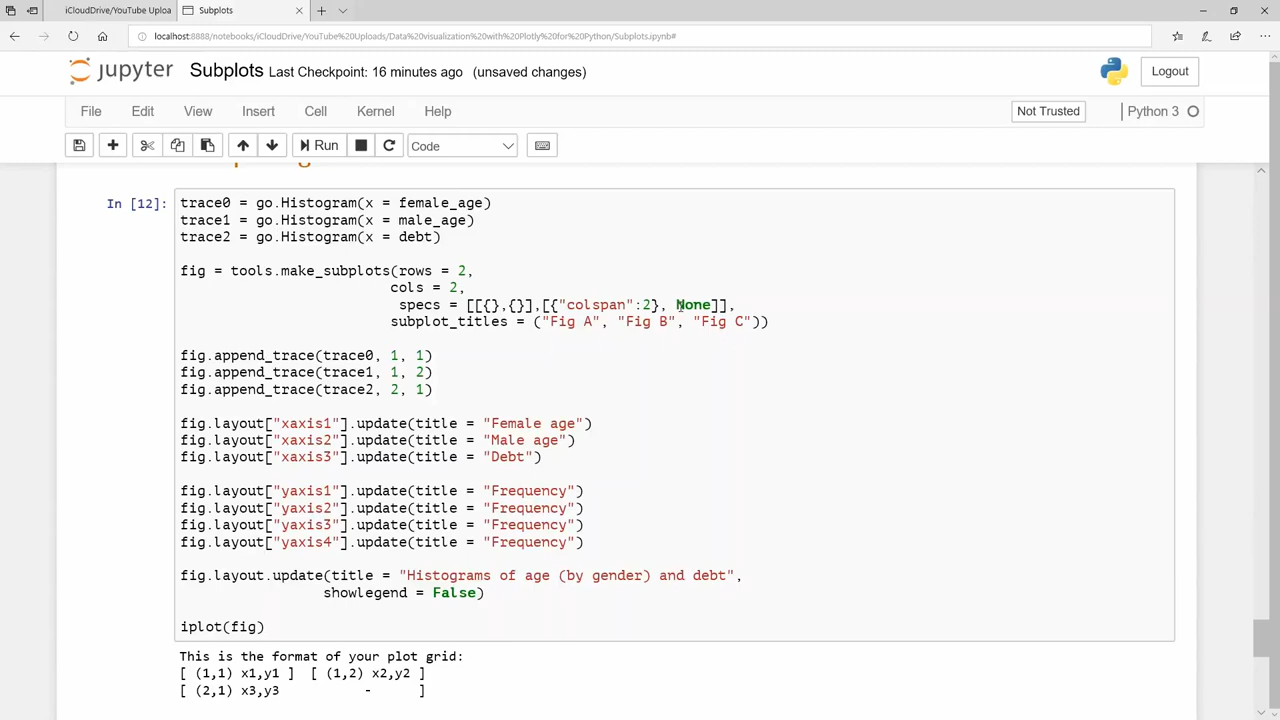 iCloudDrive/YouTube Uploa
Subplots
localhost:8888/notebooks/iCloudDrive/YouTube%20Uploads/Data%20visualization%20with%20Plotly%20for%20Python/Subplots.ipynb#
jupyter Subplots Last Checkpoint: 16 minutes ago (unsaved changes) Logout
File Edit View Insert Cell Kernel Help Not Trusted Python 3
Run Code
In [12]:
trace0 = go.Histogram(x = female_age)
trace1 = go.Histogram(x = male_age)
trace2 = go.Histogram(x = debt)
fig = tools.make_subplots(rows = 2,
cols = 2,
specs = [[{},{}],[{"colspan":2}, None]],
subplot_titles = ("Fig A", "Fig B", "Fig C"))
fig.append_trace(trace0, 1, 1)
fig.append_trace(trace1, 1, 2)
fig.append_trace(trace2, 2, 1)
fig.layout["xaxis1"].update(title = "Female age")
fig.layout["xaxis2"].update(title = "Male age")
fig.layout["xaxis3"].update(title = "Debt")
fig.layout["yaxis1"].update(title = "Frequency")
fig.layout["yaxis2"].update(title = "Frequency")
fig.layout["yaxis3"].update(title = "Frequency")
fig.layout["yaxis4"].update(title = "Frequency")
fig.layout.update(title = "Histograms of age (by gender) and debt",
showlegend = False)
iplot(fig)
This is the format of your plot grid:
[ (1,1) x1,y1 ] [ (1,2) x2,y2 ]
[ (2,1) x3,y3 - ]